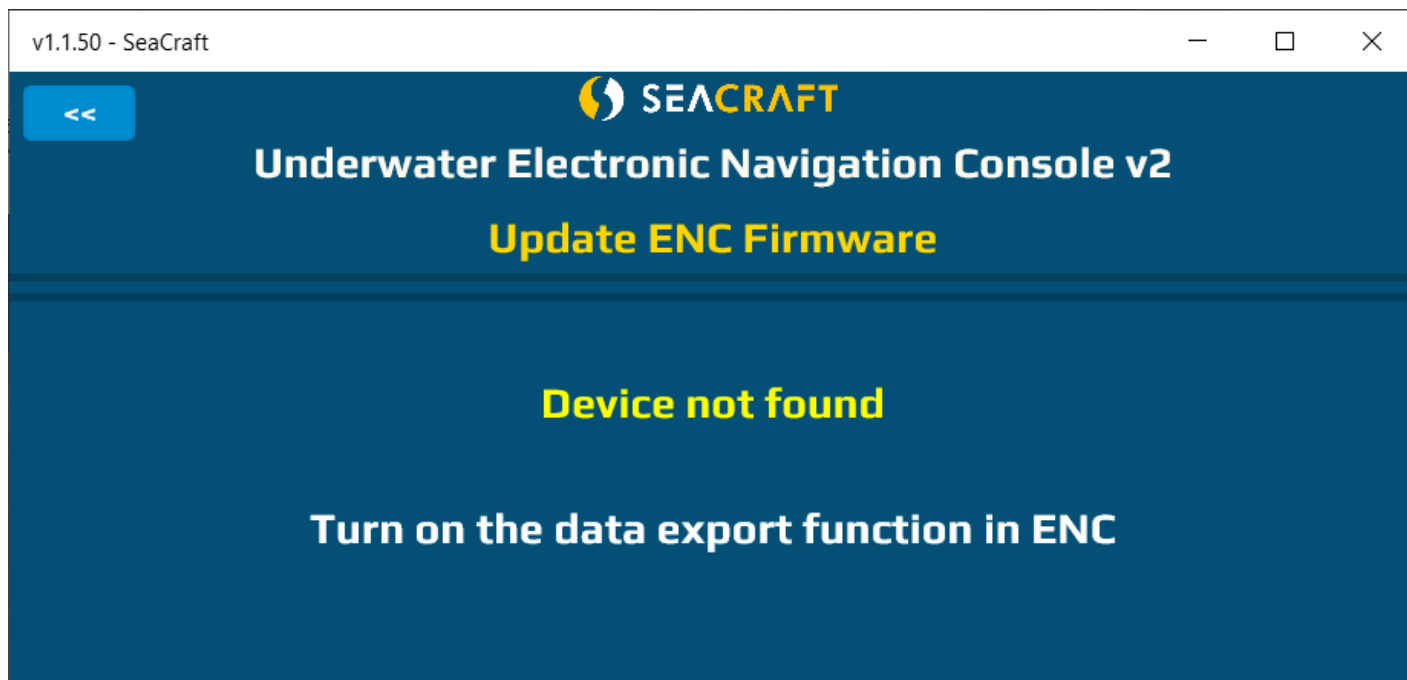 v1.1.50 - SeaCraft
<<
SEACRAFT
Underwater Electronic Navigation Console v2
Update ENC Firmware
Device not found
Turn on the data export function in ENC